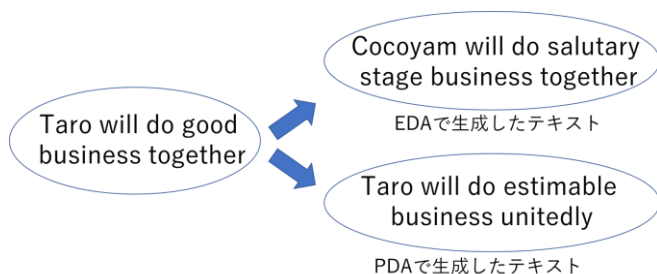 Taro will do good
business together
Cocoyam will do salutary
stage business together
EDAで生成したテキスト
Taro will do estimable
business unitedly
PDAで生成したテキスト